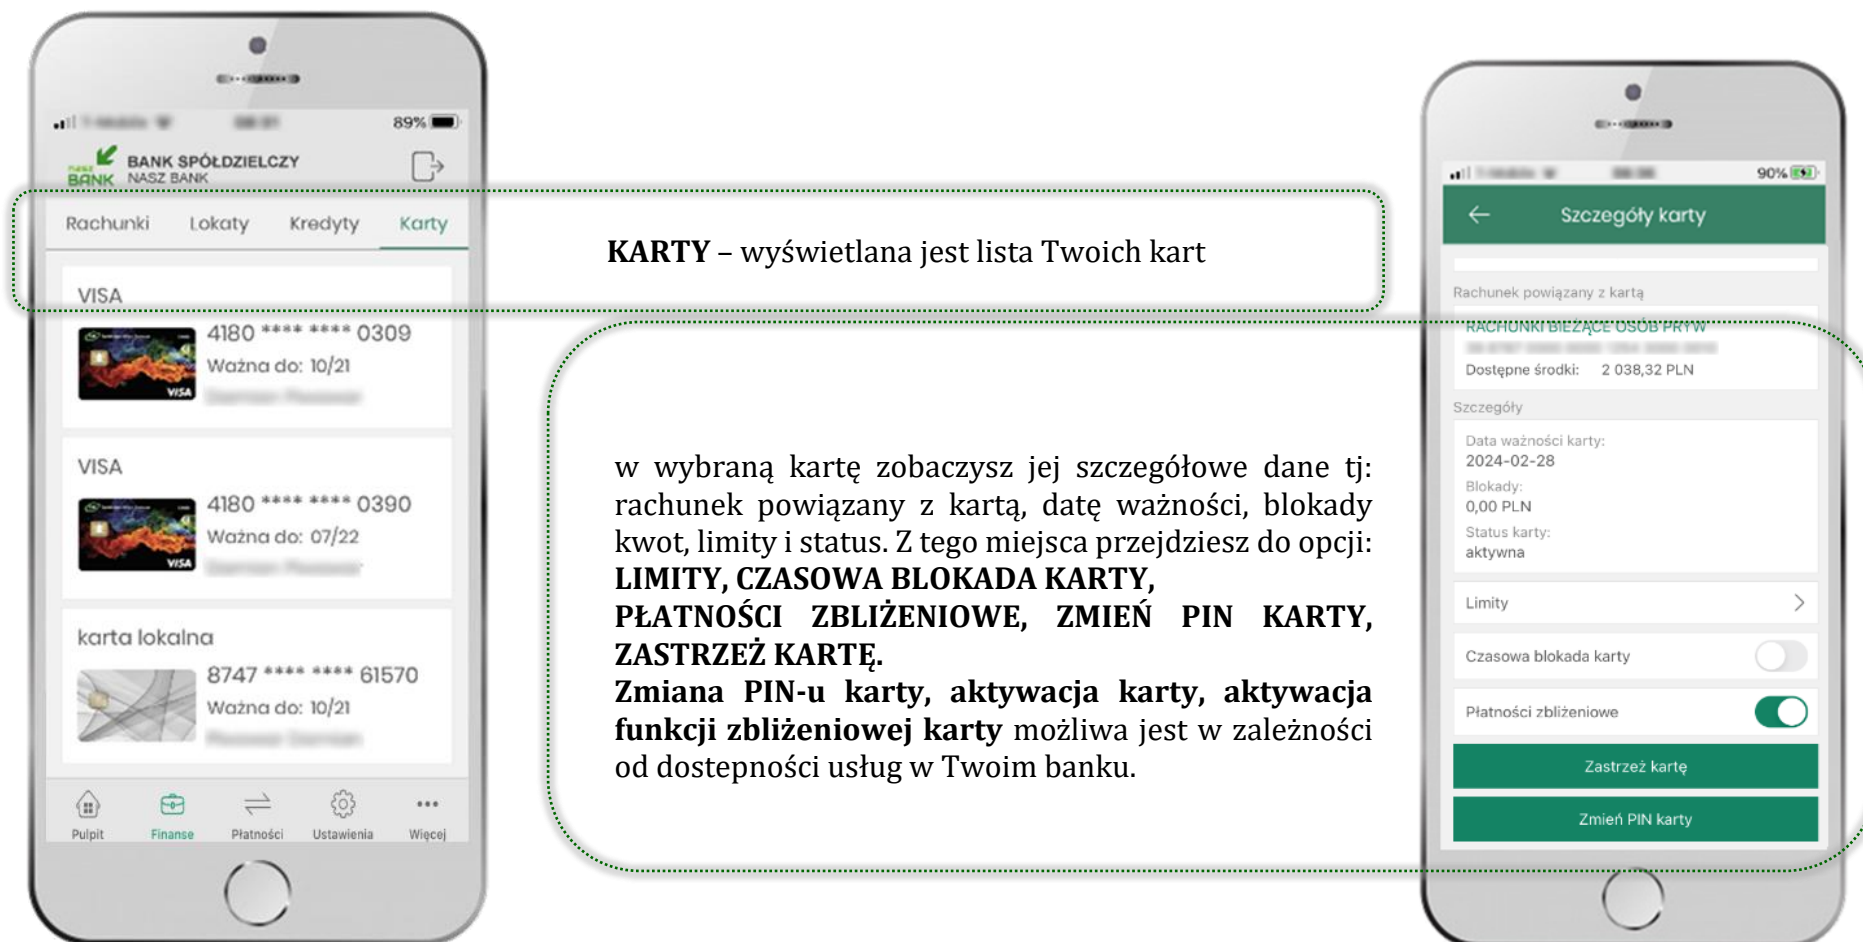 89%
nasz BANK
BANK SPÓŁDZIELCZY
NASZ BANK
Rachunki Lokaty Kredyty Karty
VISA
4180 **** **** 0309
Ważna do: 10/21
VISA
VISA
4180 **** **** 0390
Ważna do: 07/22
VISA
karta lokalna
8747 **** **** 61570
Ważna do: 10/21
Pulpit Finanse Płatności Ustawienia Więcej
KARTY – wyświetlana jest lista Twoich kart
w wybraną kartę zobaczysz jej szczegółowe dane tj:
rachunek powiązany z kartą, datę ważności, blokady
kwot, limity i status. Z tego miejsca przejdziesz do opcji:
LIMITY, CZASOWA BLOKADA KARTY,
PŁATNOŚCI ZBLIŻENIOWE, ZMIEŃ PIN KARTY,
ZASTRZEŻ KARTĘ.
Zmiana PIN-u karty, aktywacja karty, aktywacja
funkcji zbliżeniowej karty możliwa jest w zależności
od dostepności usług w Twoim banku.
90%
Szczegóły karty
Rachunek powiązany z kartą
RACHUNKI BIEŻĄCE OSÓB PRYW
Dostępne środki: 2 038,32 PLN
Szczegóły
Data ważności karty:
2024-02-28
Blokady:
0,00 PLN
Status karty:
aktywna
Limity
Czasowa blokada karty
Płatności zbliżeniowe
Zastrzeż kartę
Zmień PIN karty